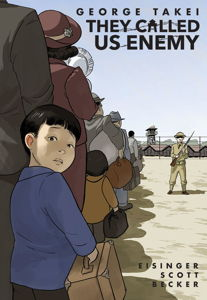 GEORGE TAKEI
THEY CALLED
US ENEMY
EISINGER
SCOTT
BECKER